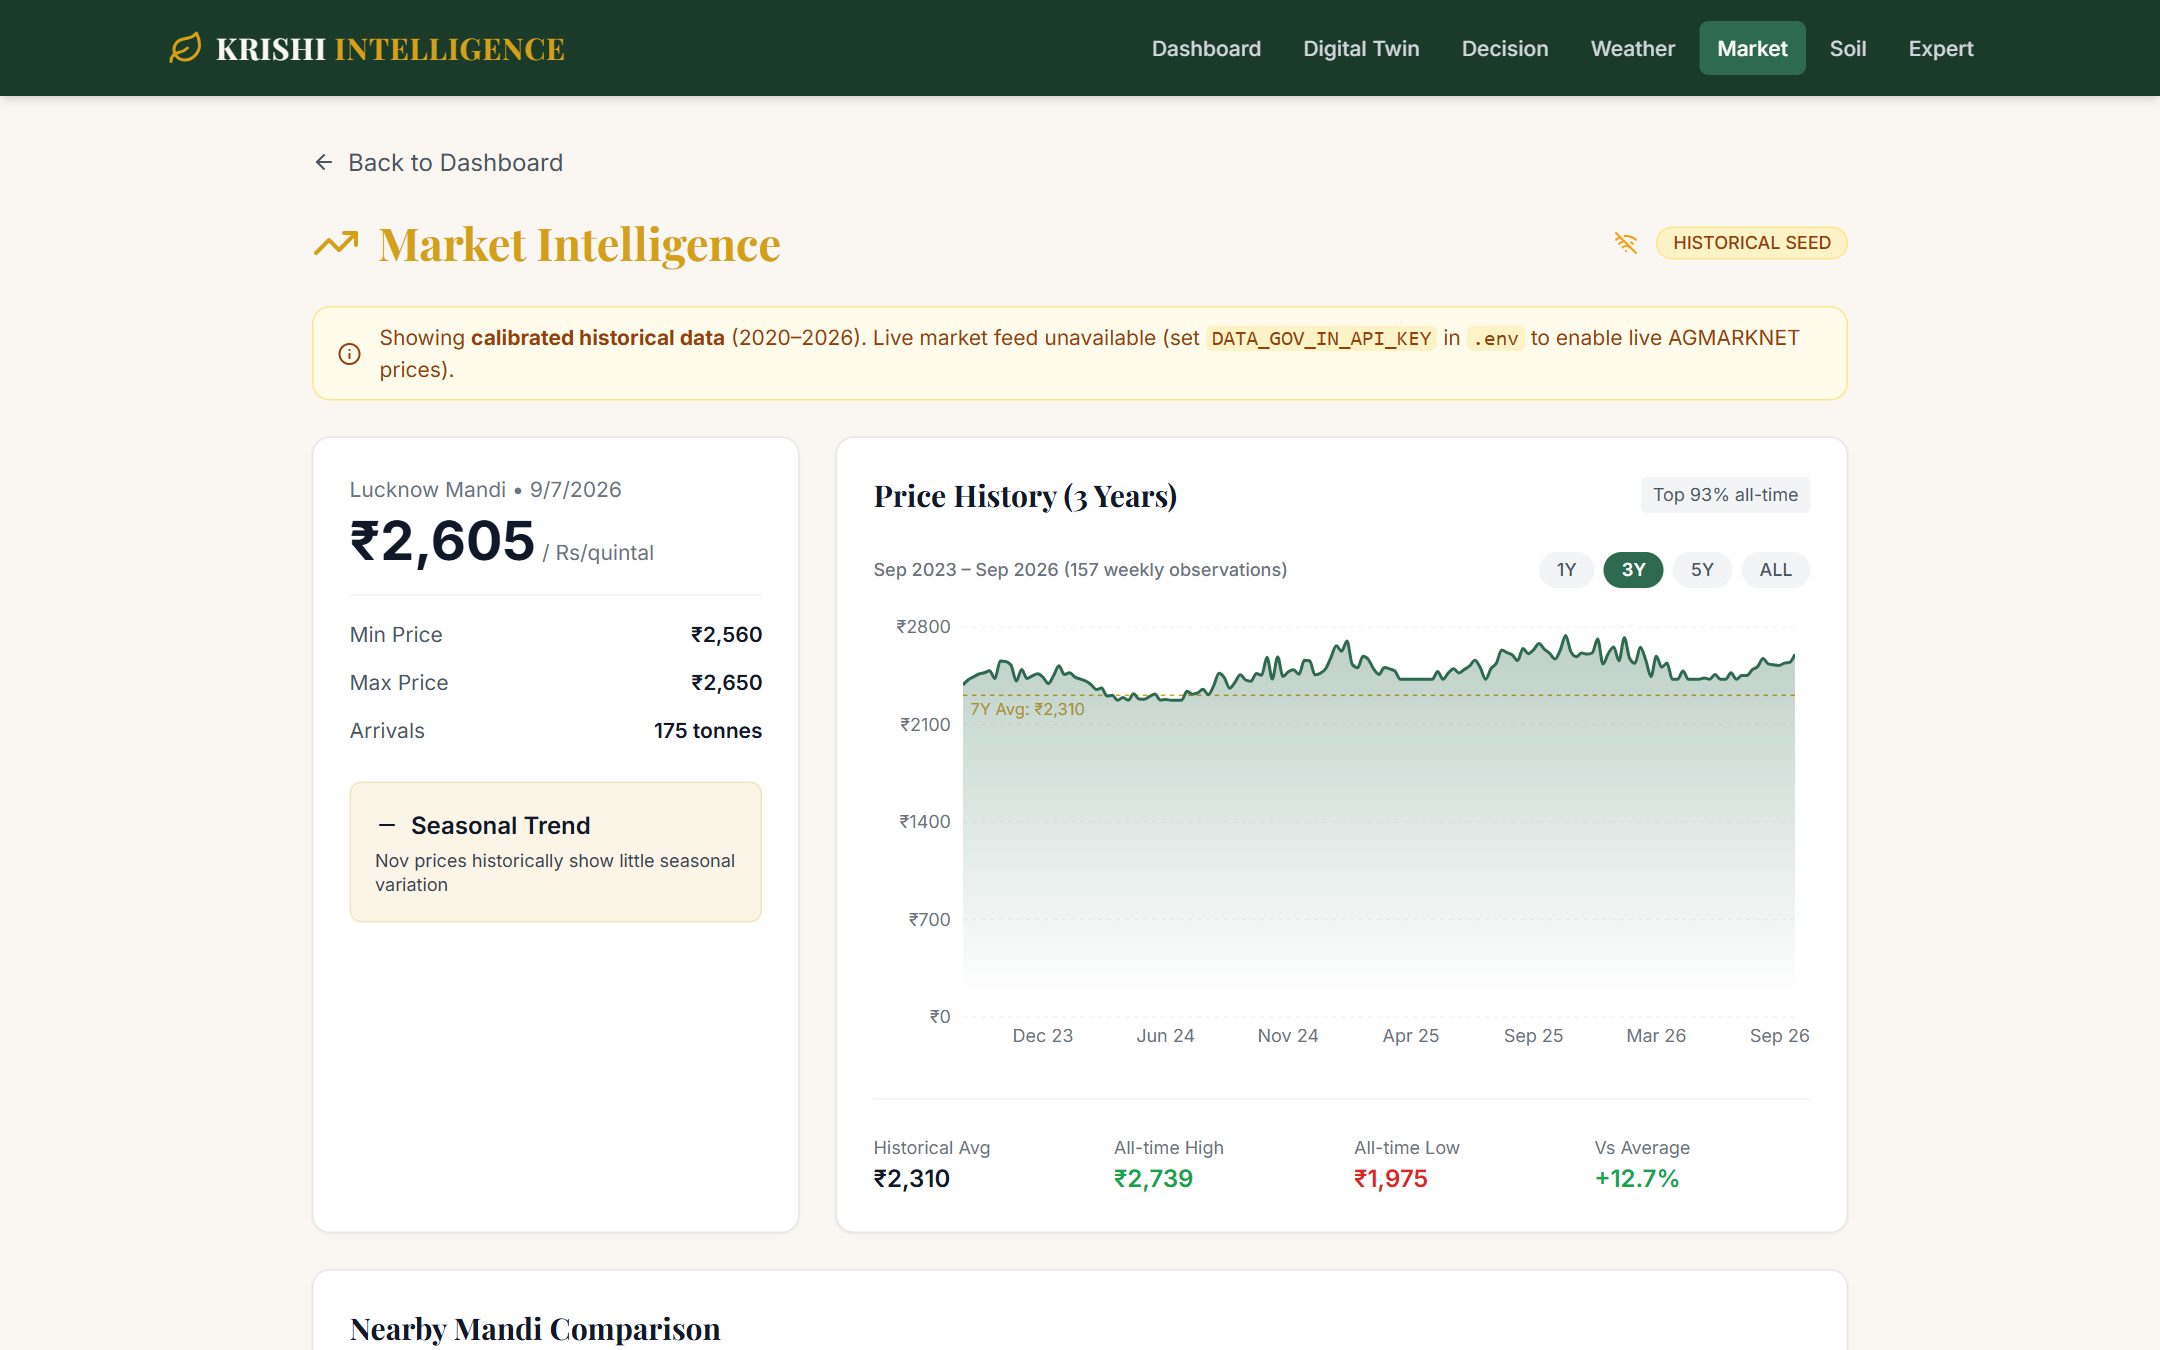 KRISHI INTELLIGENCE
Dashboard
Digital Twin
Decision
Weather
Market
Soil
Expert
Back to Dashboard
Market Intelligence
HISTORICAL SEED
Showing calibrated historical data (2020–2026). Live market feed unavailable (set DATA_GOV_IN_API_KEY in .env to enable live AGMARKNET
prices).
Lucknow Mandi • 9/7/2026
₹2,605 / Rs/quintal
Min Price ₹2,560
Max Price ₹2,650
Arrivals 175 tonnes
Seasonal Trend
Nov prices historically show little seasonal
variation
Price History (3 Years)
Top 93% all-time
Sep 2023 – Sep 2026 (157 weekly observations)
1Y
3Y
5Y
ALL
₹2800
₹2100
₹1400
₹700
₹0
7Y Avg: ₹2,310
Dec 23
Jun 24
Nov 24
Apr 25
Sep 25
Mar 26
Sep 26
Historical Avg
₹2,310
All-time High
₹2,739
All-time Low
₹1,975
Vs Average
+12.7%
Nearby Mandi Comparison